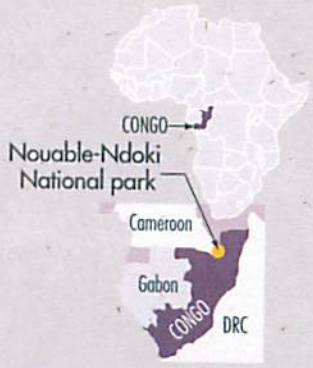 CONGO
Nouable-Ndoki
National park
Cameroon
Gabon
CONGO
DRC